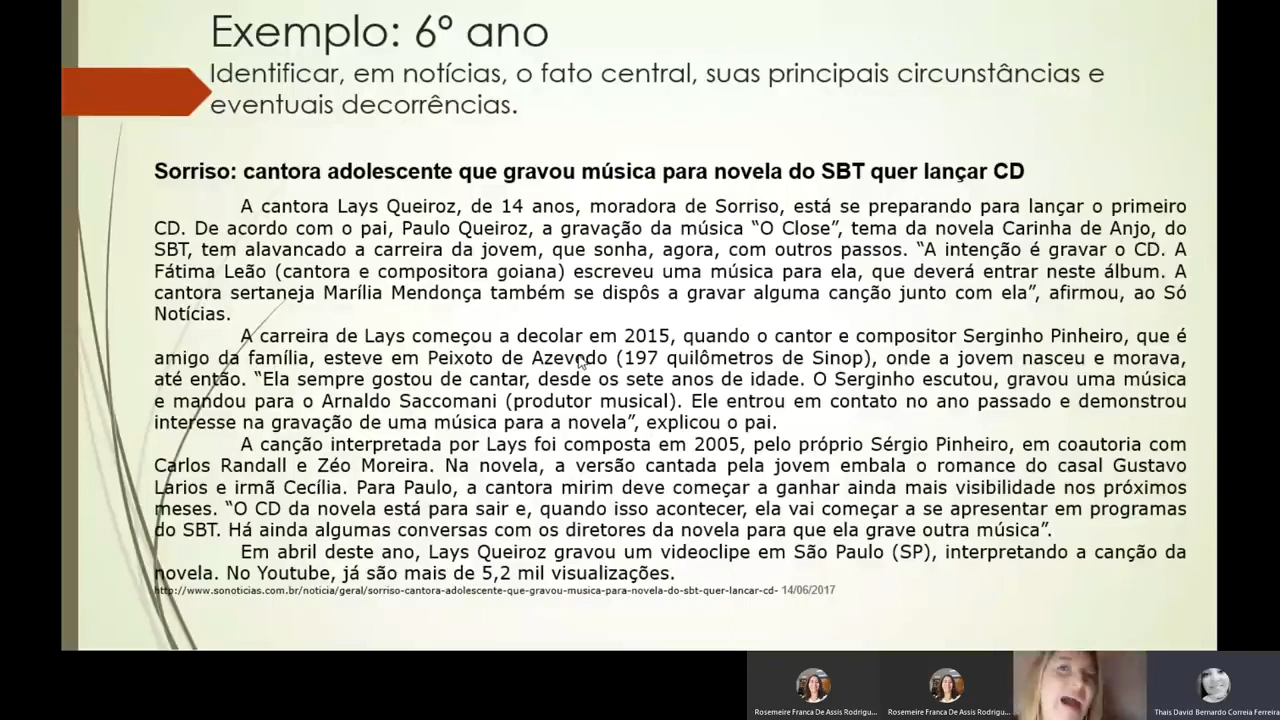 Exemplo: 6º ano
Identificar, em notícias, o fato central, suas principais circunstâncias e
eventuais decorrências.
Sorriso: cantora adolescente que gravou música para novela do SBT quer lançar CD
A cantora Lays Queiroz, de 14 anos, moradora de Sorriso, está se preparando para lançar o primeiro
CD. De acordo com o pai, Paulo Queiroz, a gravação da música “O Close”, tema da novela Carinha de Anjo, do
SBT, tem alavancado a carreira da jovem, que sonha, agora, com outros passos. “A intenção é gravar o CD. A
Fátima Leão (cantora e compositora goiana) escreveu uma música para ela, que deverá entrar neste álbum. A
cantora sertaneja Marília Mendonça também se dispôs a gravar alguma canção junto com ela”, afirmou, ao Só
Notícias.
A carreira de Lays começou a decolar em 2015, quando o cantor e compositor Serginho Pinheiro, que é
amigo da família, esteve em Peixoto de Azevedo (197 quilômetros de Sinop), onde a jovem nasceu e morava,
até então. “Ela sempre gostou de cantar, desde os sete anos de idade. O Serginho escutou, gravou uma música
e mandou para o Arnaldo Saccomani (produtor musical). Ele entrou em contato no ano passado e demonstrou
interesse na gravação de uma música para a novela”, explicou o pai.
A canção interpretada por Lays foi composta em 2005, pelo próprio Sérgio Pinheiro, em coautoria com
Carlos Randall e Zéo Moreira. Na novela, a versão cantada pela jovem embala o romance do casal Gustavo
Larios e irmã Cecília. Para Paulo, a cantora mirim deve começar a ganhar ainda mais visibilidade nos próximos
meses. “O CD da novela está para sair e, quando isso acontecer, ela vai começar a se apresentar em programas
do SBT. Há ainda algumas conversas com os diretores da novela para que ela grave outra música”.
Em abril deste ano, Lays Queiroz gravou um videoclipe em São Paulo (SP), interpretando a canção da
novela. No Youtube, já são mais de 5,2 mil visualizações.
http://www.sonoticias.com.br/noticia/geral/sorriso-cantora-adolescente-que-gravou-musica-para-novela-do-sbt-quer-lancar-cd- 14/06/2017
Rosemeire Franca De Assis Rodrigu...
Rosemeire Franca De Assis Rodrigu...
Thais David Bernardo Correia Ferreira